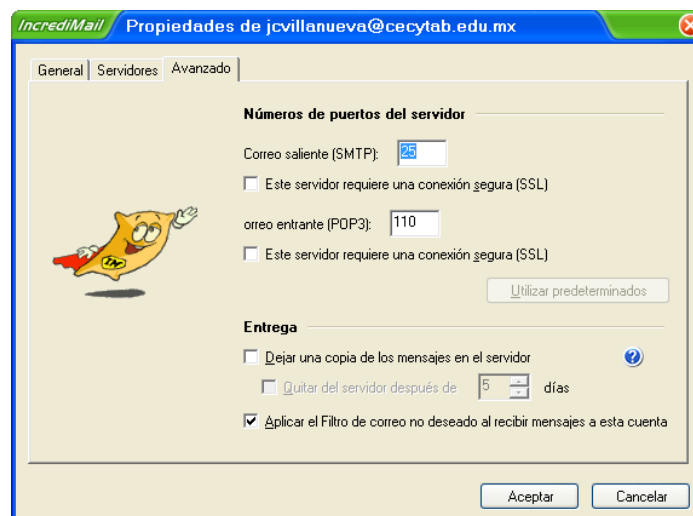 IncrediMail Propiedades de jcvillanueva@cecytab.edu.mx
General Servidores Avanzado
Números de puertos del servidor
Correo saliente (SMTP): 25
Este servidor requiere una conexión segura (SSL)
orreo entrante (POP3): 110
Este servidor requiere una conexión segura (SSL)
Utilizar predeterminados
Entrega
Dejar una copia de los mensajes en el servidor
Quitar del servidor después de 5 días
Aplicar el Filtro de correo no deseado al recibir mensajes a esta cuenta
Aceptar Cancelar